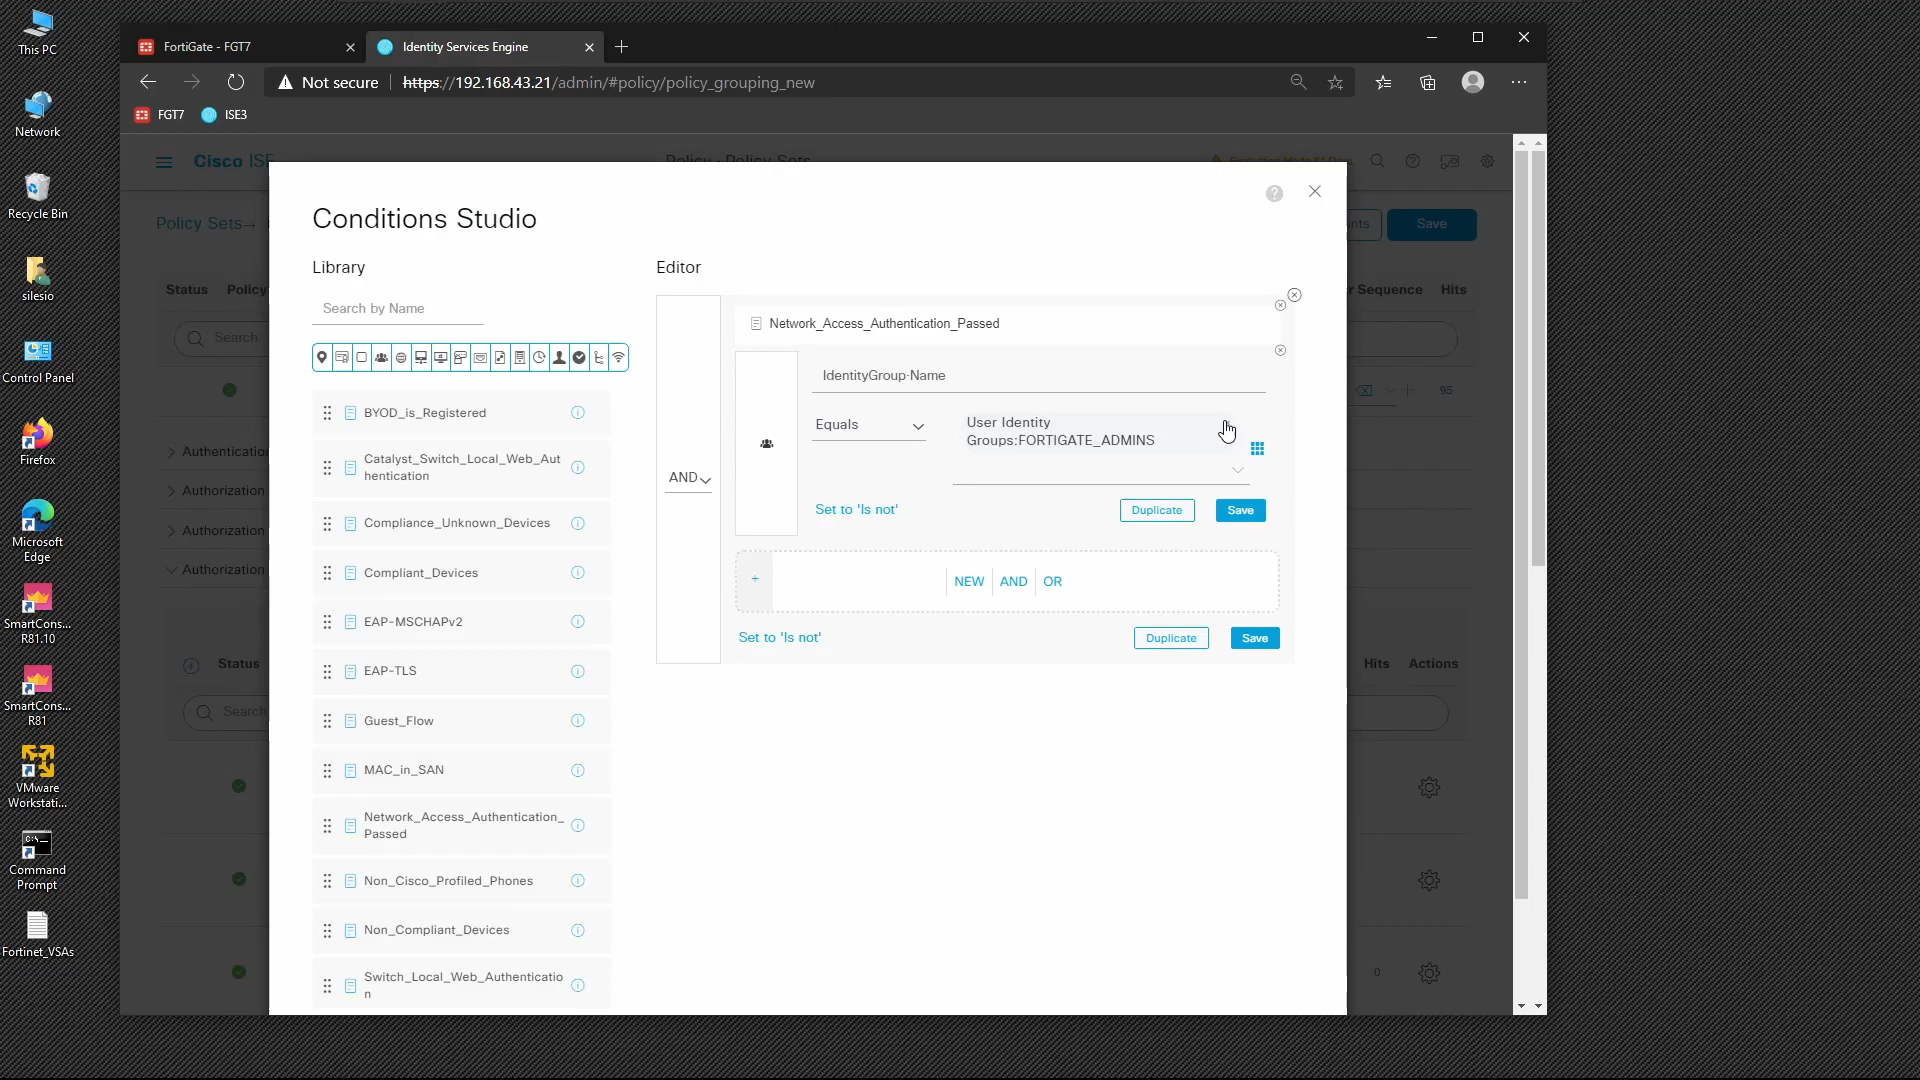 This PC
Network
Recycle Bin
silesio
Control Panel
Firefox
Microsoft
Edge
SmartCons...
R81.10
SmartCons...
R81
VMware
Workstati...
Command
Prompt
Fortinet_VSAs
FortiGate - FGT7
Identity Services Engine
Not secure
https://192.168.43.21/admin/#policy/policy_grouping_new
FGT7
ISE3
Cisco ISE
Policy · Policy Sets
Policy Sets→
Save
Status
Policy
Sequence
Hits
Search
95
Authentication
Authorization
Authorization
Authorization
Status
Hits
Actions
Search
0
Conditions Studio
Library
Search by Name
BYOD_is_Registered
Catalyst_Switch_Local_Web_Aut
hentication
Compliance_Unknown_Devices
Compliant_Devices
EAP-MSCHAPv2
EAP-TLS
Guest_Flow
MAC_in_SAN
Network_Access_Authentication_
Passed
Non_Cisco_Profiled_Phones
Non_Compliant_Devices
Switch_Local_Web_Authenticatio
n
Editor
AND
Network_Access_Authentication_Passed
IdentityGroup·Name
Equals
User Identity
Groups:FORTIGATE_ADMINS
Set to 'Is not'
Duplicate
Save
+
NEW AND OR
Set to 'Is not'
Duplicate
Save